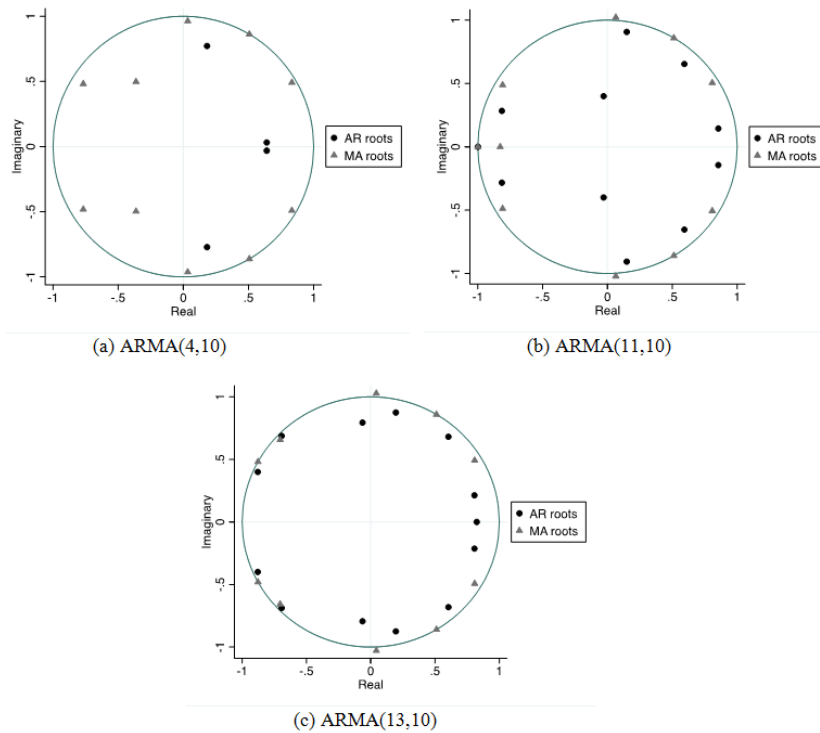 1
.5
0
-.5
-1
Imaginary
-1
-.5
0
.5
1
Real
AR roots
MA roots
(a) ARMA(4,10)
1
.5
0
-.5
-1
Imaginary
-1
-.5
0
.5
1
Real
AR roots
MA roots
(b) ARMA(11,10)
1
.5
0
-.5
-1
Imaginary
-1
-.5
0
.5
1
Real
AR roots
MA roots
(c) ARMA(13,10)